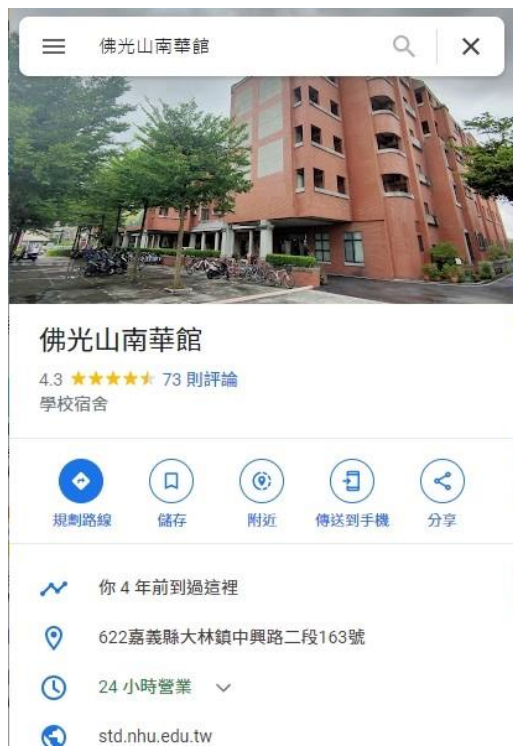 佛光山南華館
佛光山南華館
4.3 ★★★★★ 73 則評論
學校宿舍
規劃路線 儲存 附近 傳送到手機 分享
你 4 年前到過這裡
622嘉義縣大林鎮中興路二段163號
24 小時營業
std.nhu.edu.tw